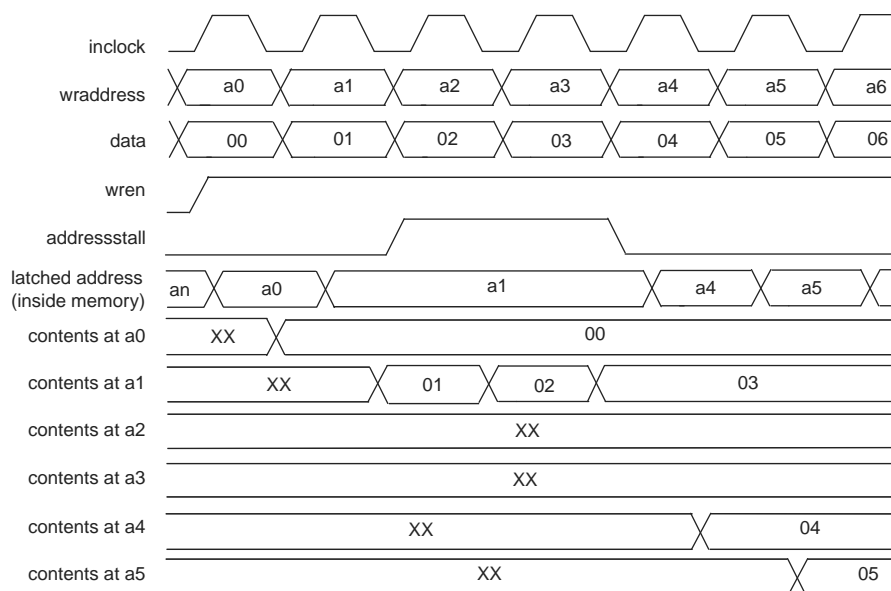 inclock
wraddress a0 a1 a2 a3 a4 a5 a6
data 00 01 02 03 04 05 06
wren
addressstall
latched address
(inside memory) an a0 a1 a4 a5
contents at a0 XX 00
contents at a1 XX 01 02 03
contents at a2 XX
contents at a3 XX
contents at a4 XX 04
contents at a5 XX 05